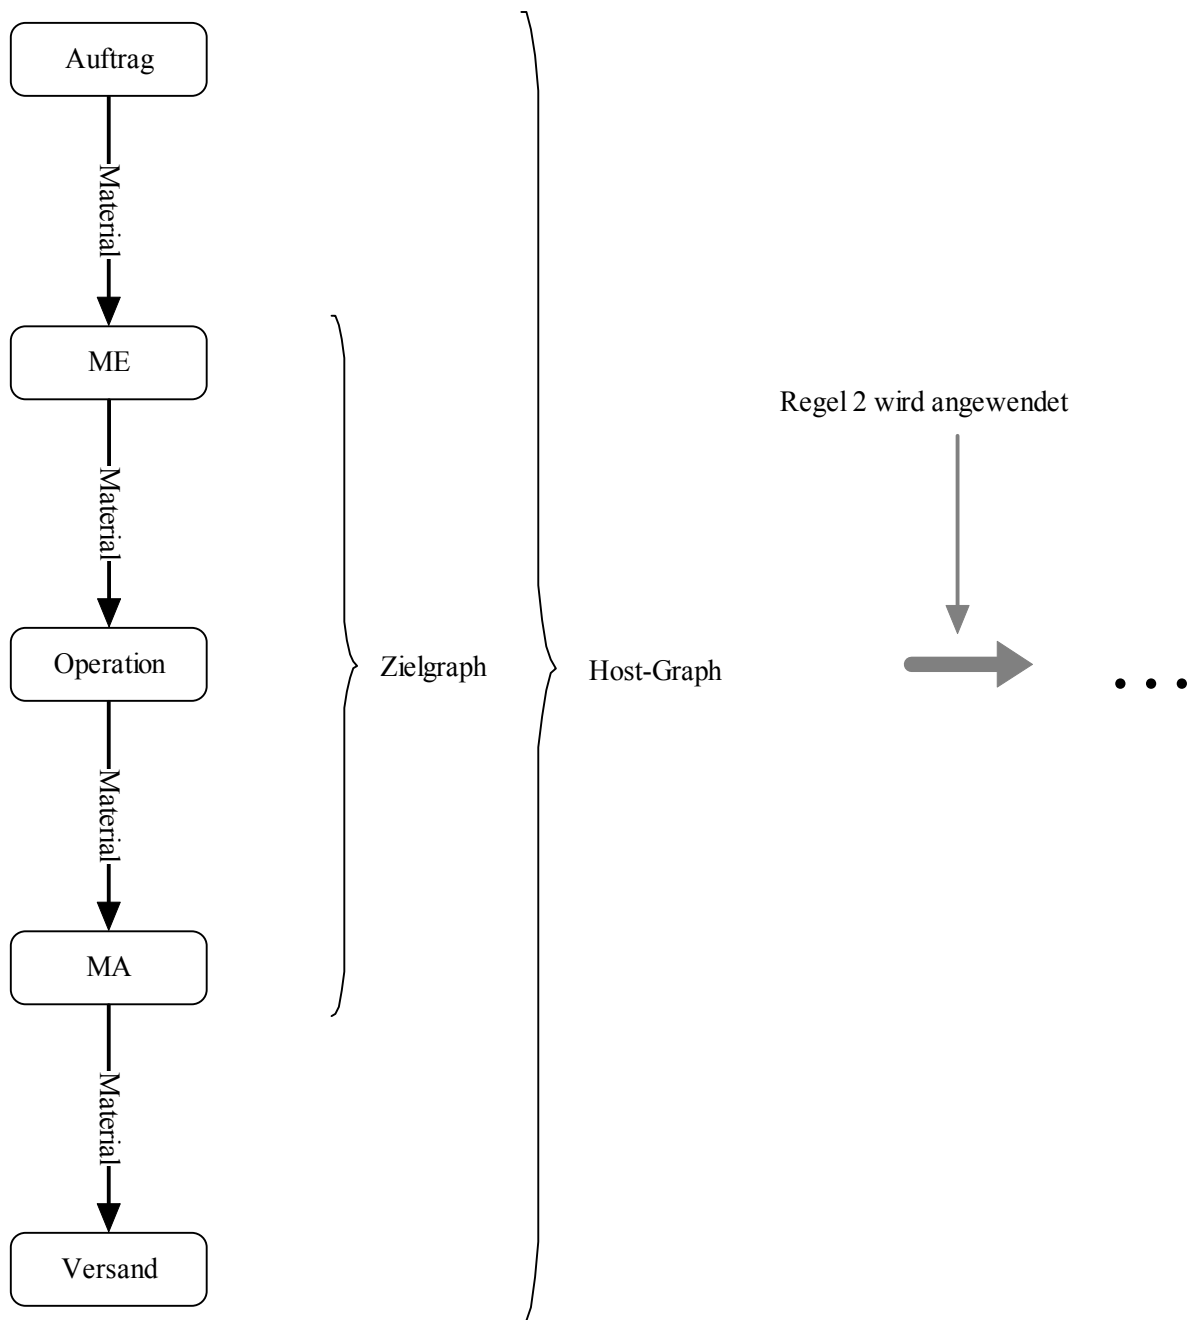 Auftrag
Material
ME
Regel 2 wird angewendet
Material
Operation
Zielgraph
Host-Graph
. . .
Material
MA
Material
Versand